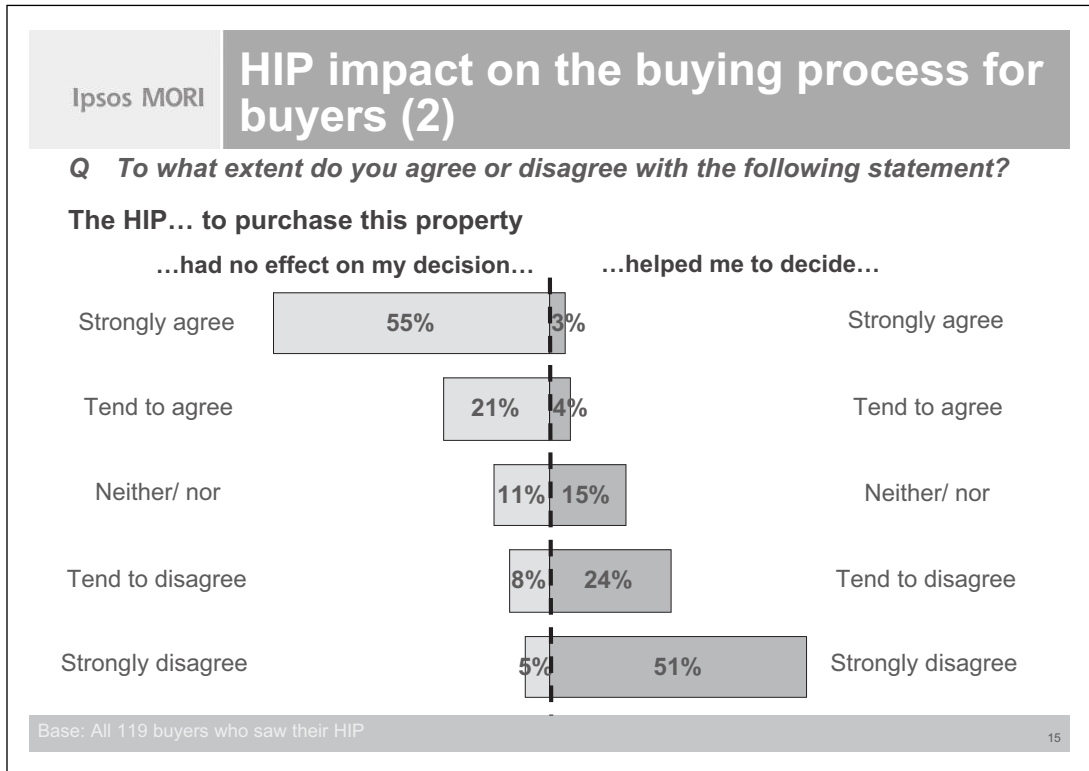 Ipsos MORI
HIP impact on the buying process for
buyers (2)
Q To what extent do you agree or disagree with the following statement?
The HIP… to purchase this property
…had no effect on my decision… …helped me to decide…
Strongly agree 55% 3% Strongly agree
Tend to agree 21% 4% Tend to agree
Neither/ nor 11% 15% Neither/ nor
Tend to disagree 8% 24% Tend to disagree
Strongly disagree 5% 51% Strongly disagree
Base: All 119 buyers who saw their HIP
15